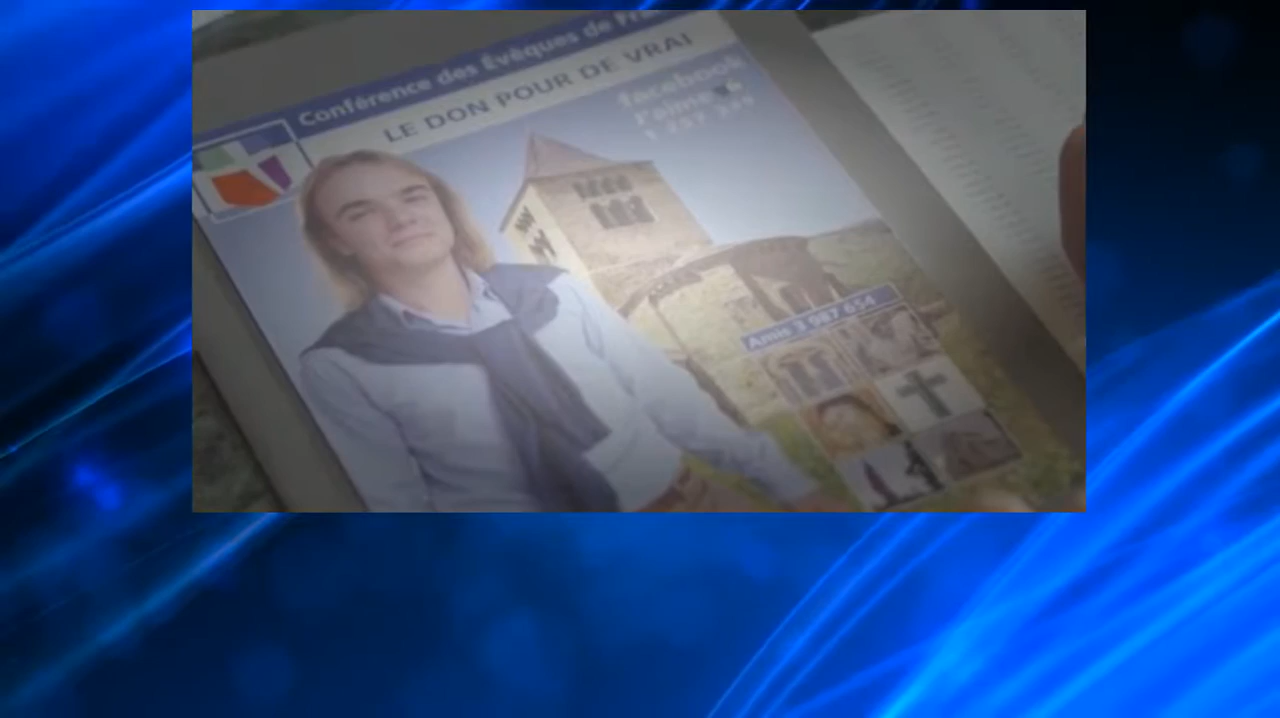 Conférence des Évêques de
LE DON POUR DE VRAI
facebook
J'aime
Amis 3 987 654